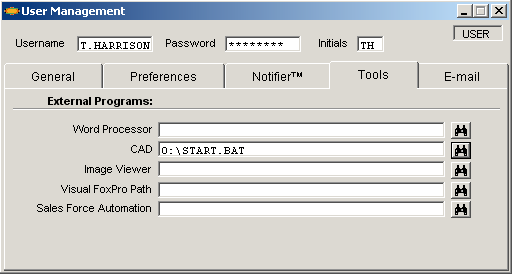 User Management
Username T.HARRISON Password ******** Initials TH USER
General Preferences Notifier™ Tools E-mail
External Programs:
Word Processor
CAD O:\START.BAT
Image Viewer
Visual FoxPro Path
Sales Force Automation